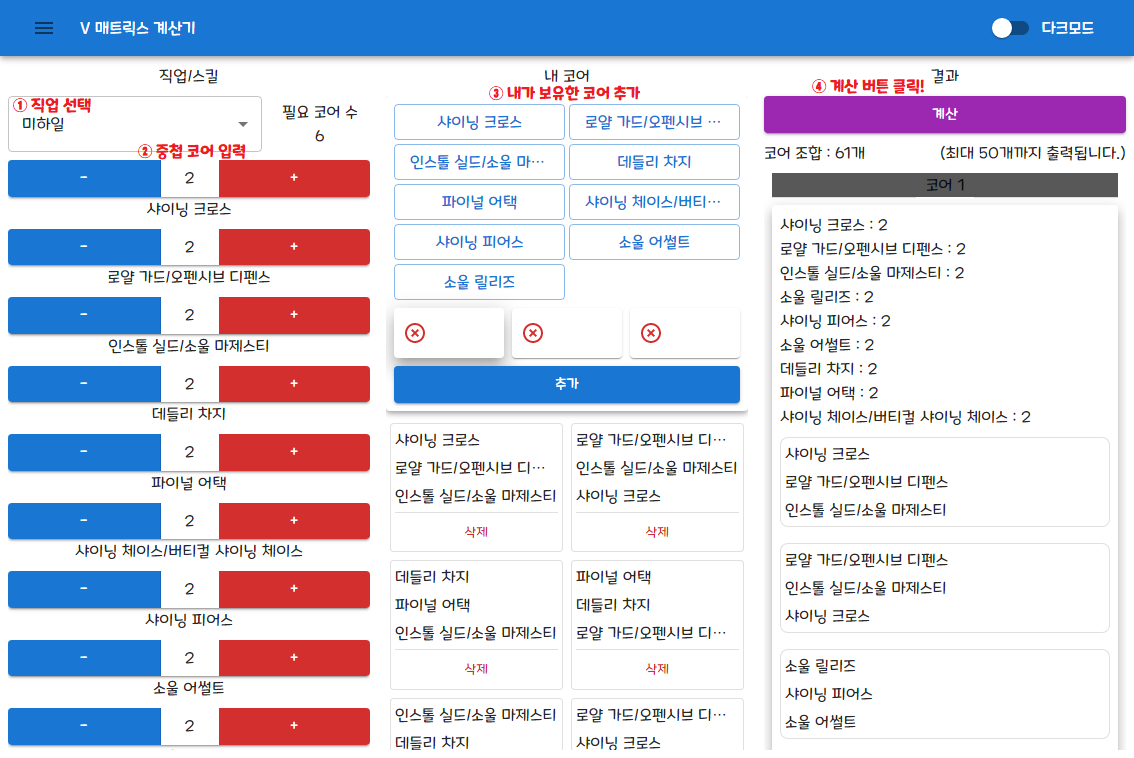 V 매트릭스 계산기
다크모드
직업/스킬
① 직업 선택
미하일
필요 코어 수
6
② 중첩 코어 입력
- 2 +
샤이닝 크로스
- 2 +
로얄 가드/오펜시브 디펜스
- 2 +
인스톨 실드/소울 마제스티
- 2 +
데들리 차지
- 2 +
파이널 어택
- 2 +
샤이닝 체이스/버티컬 샤이닝 체이스
- 2 +
샤이닝 피어스
- 2 +
소울 어썰트
- 2 +
내 코어
③ 내가 보유한 코어 추가
샤이닝 크로스
로얄 가드/오펜시브 …
인스톨 실드/소울 마…
데들리 차지
파이널 어택
샤이닝 체이스/버티…
샤이닝 피어스
소울 어썰트
소울 릴리즈
추가
샤이닝 크로스
로얄 가드/오펜시브 디…
인스톨 실드/소울 마제스티
삭제
로얄 가드/오펜시브 디…
인스톨 실드/소울 마제스티
샤이닝 크로스
삭제
데들리 차지
파이널 어택
인스톨 실드/소울 마제스티
삭제
파이널 어택
데들리 차지
로얄 가드/오펜시브 디…
삭제
인스톨 실드/소울 마제스티
데들리 차지
로얄 가드/오펜시브 디…
샤이닝 크로스
결과
④ 계산 버튼 클릭!
계산
코어 조합 : 61개
(최대 50개까지 출력됩니다.)
코어 1
샤이닝 크로스 : 2
로얄 가드/오펜시브 디펜스 : 2
인스톨 실드/소울 마제스티 : 2
소울 릴리즈 : 2
샤이닝 피어스 : 2
소울 어썰트 : 2
데들리 차지 : 2
파이널 어택 : 2
샤이닝 체이스/버티컬 샤이닝 체이스 : 2
샤이닝 크로스
로얄 가드/오펜시브 디펜스
인스톨 실드/소울 마제스티
로얄 가드/오펜시브 디펜스
인스톨 실드/소울 마제스티
샤이닝 크로스
소울 릴리즈
샤이닝 피어스
소울 어썰트